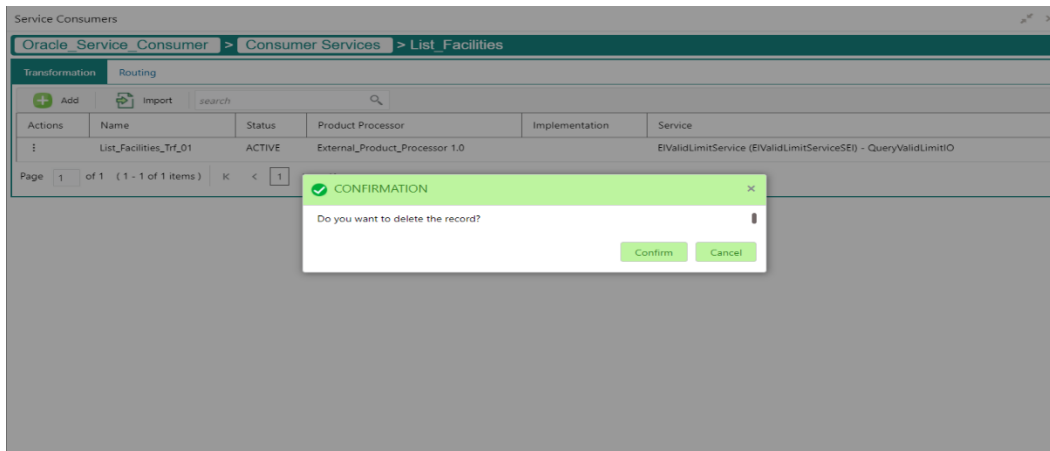 Service Consumers
Oracle_Service_Consumer > Consumer Services > List_Facilities
Transformation Routing
Add Import search
Actions Name Status Product Processor Implementation Service
List_Facilities_Trf_01 ACTIVE External_Product_Processor 1.0 EIValidLimitService (EIValidLimitServiceSEI) - QueryValidLimitIO
Page 1 of 1 (1 - 1 of 1 items) K < 1
CONFIRMATION ×
Do you want to delete the record?
Confirm Cancel